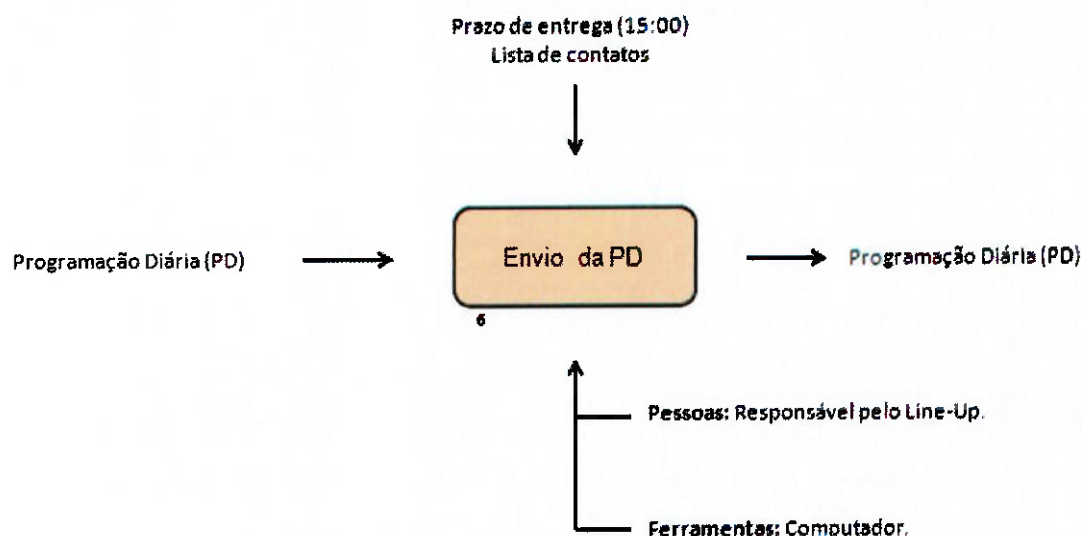 Prazo de entrega (15:00)
Lista de contatos
Programação Diária (PD)
Envio da PD
Programação Diária (PD)
6
Pessoas: Responsável pelo Line-Up.
Ferramentas: Computador.